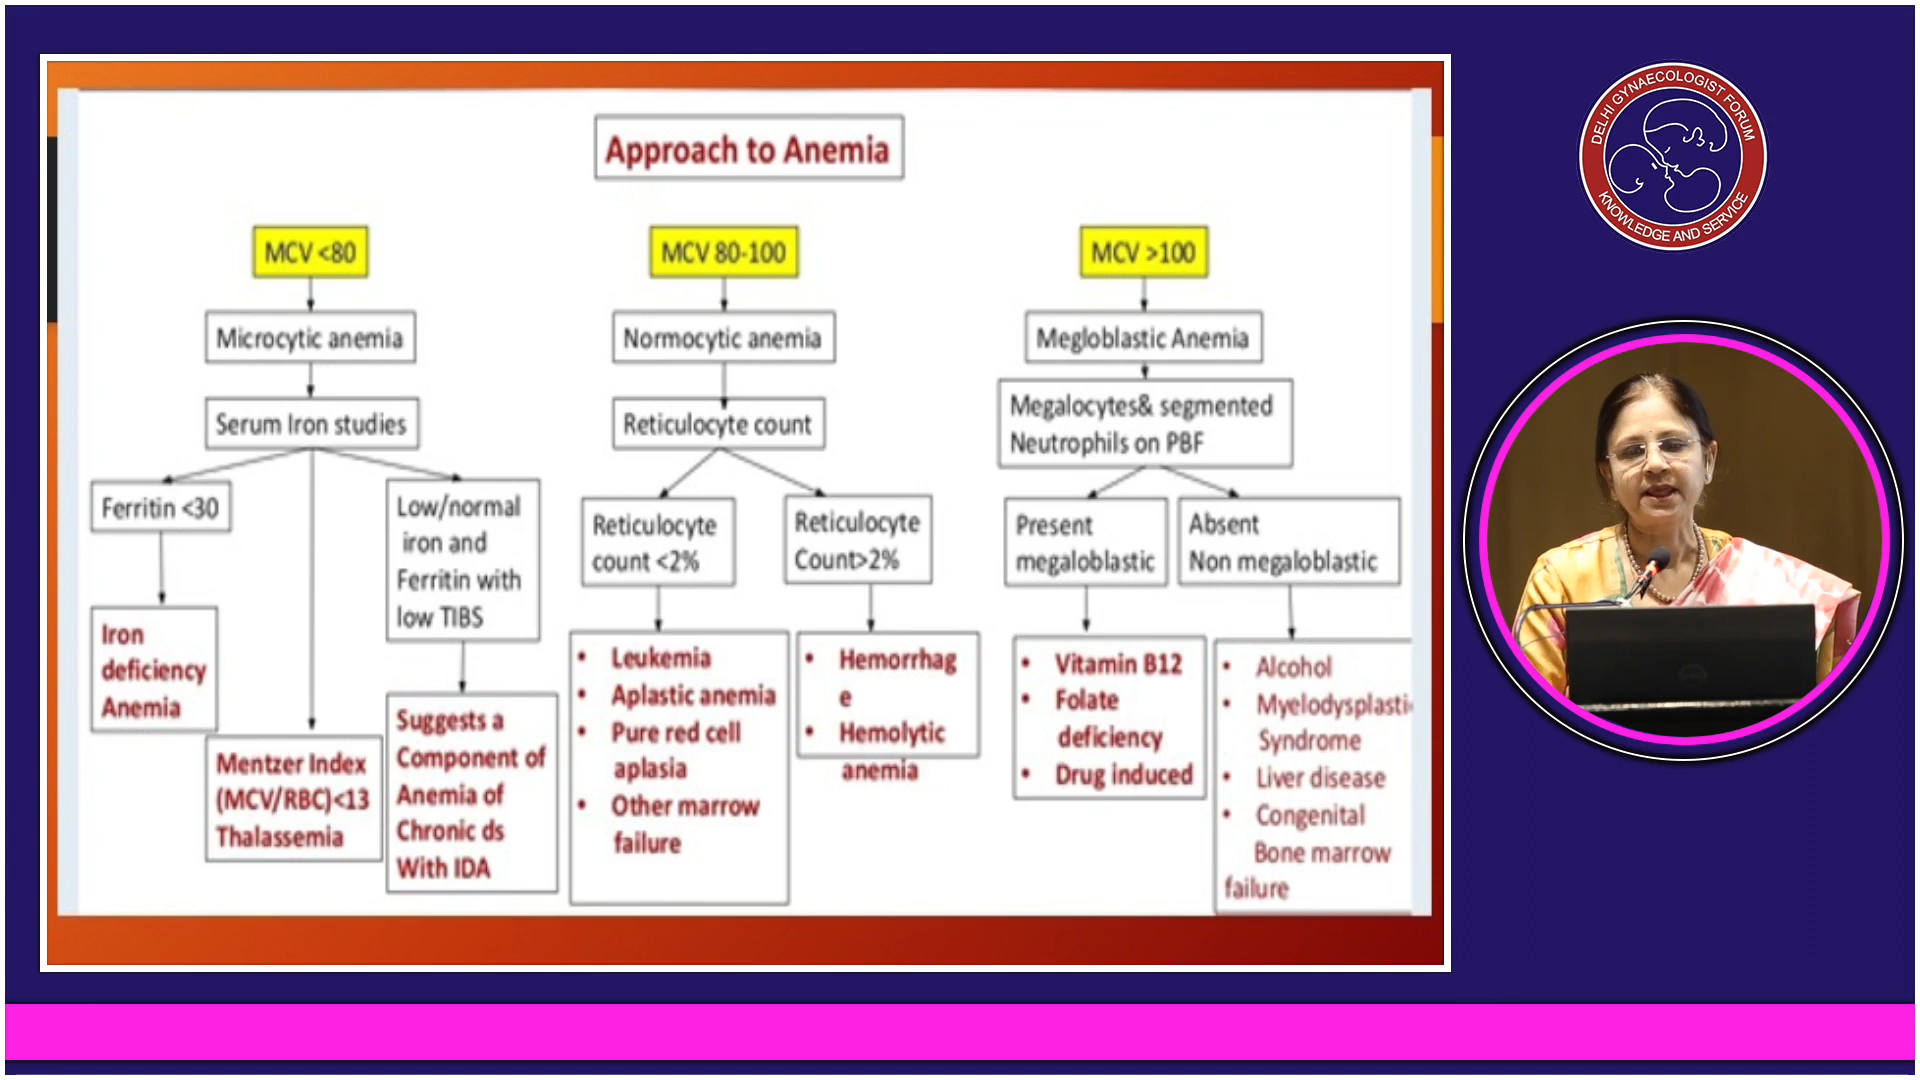 Approach to Anemia
MCV <80
Microcytic anemia
Serum Iron studies
Ferritin <30
Iron
deficiency
Anemia
Mentzer Index
(MCV/RBC)<13
Thalassemia
Low/normal
iron and
Ferritin with
low TIBS
Suggests a
Component of
Anemia of
Chronic ds
With IDA
MCV 80-100
Normocytic anemia
Reticulocyte count
Reticulocyte
count <2%
• Leukemia
• Aplastic anemia
• Pure red cell
aplasia
• Other marrow
failure
Reticulocyte
Count>2%
• Hemorrhag
e
• Hemolytic
anemia
MCV >100
Megloblastic Anemia
Megalocytes& segmented
Neutrophils on PBF
Present
megaloblastic
• Vitamin B12
• Folate
deficiency
• Drug induced
Absent
Non megaloblastic
• Alcohol
• Myelodysplasti
Syndrome
• Liver disease
• Congenital
Bone marrow
failure
DELHI GYNAECOLOGIST FORUM
KNOWLEDGE AND SERVICE